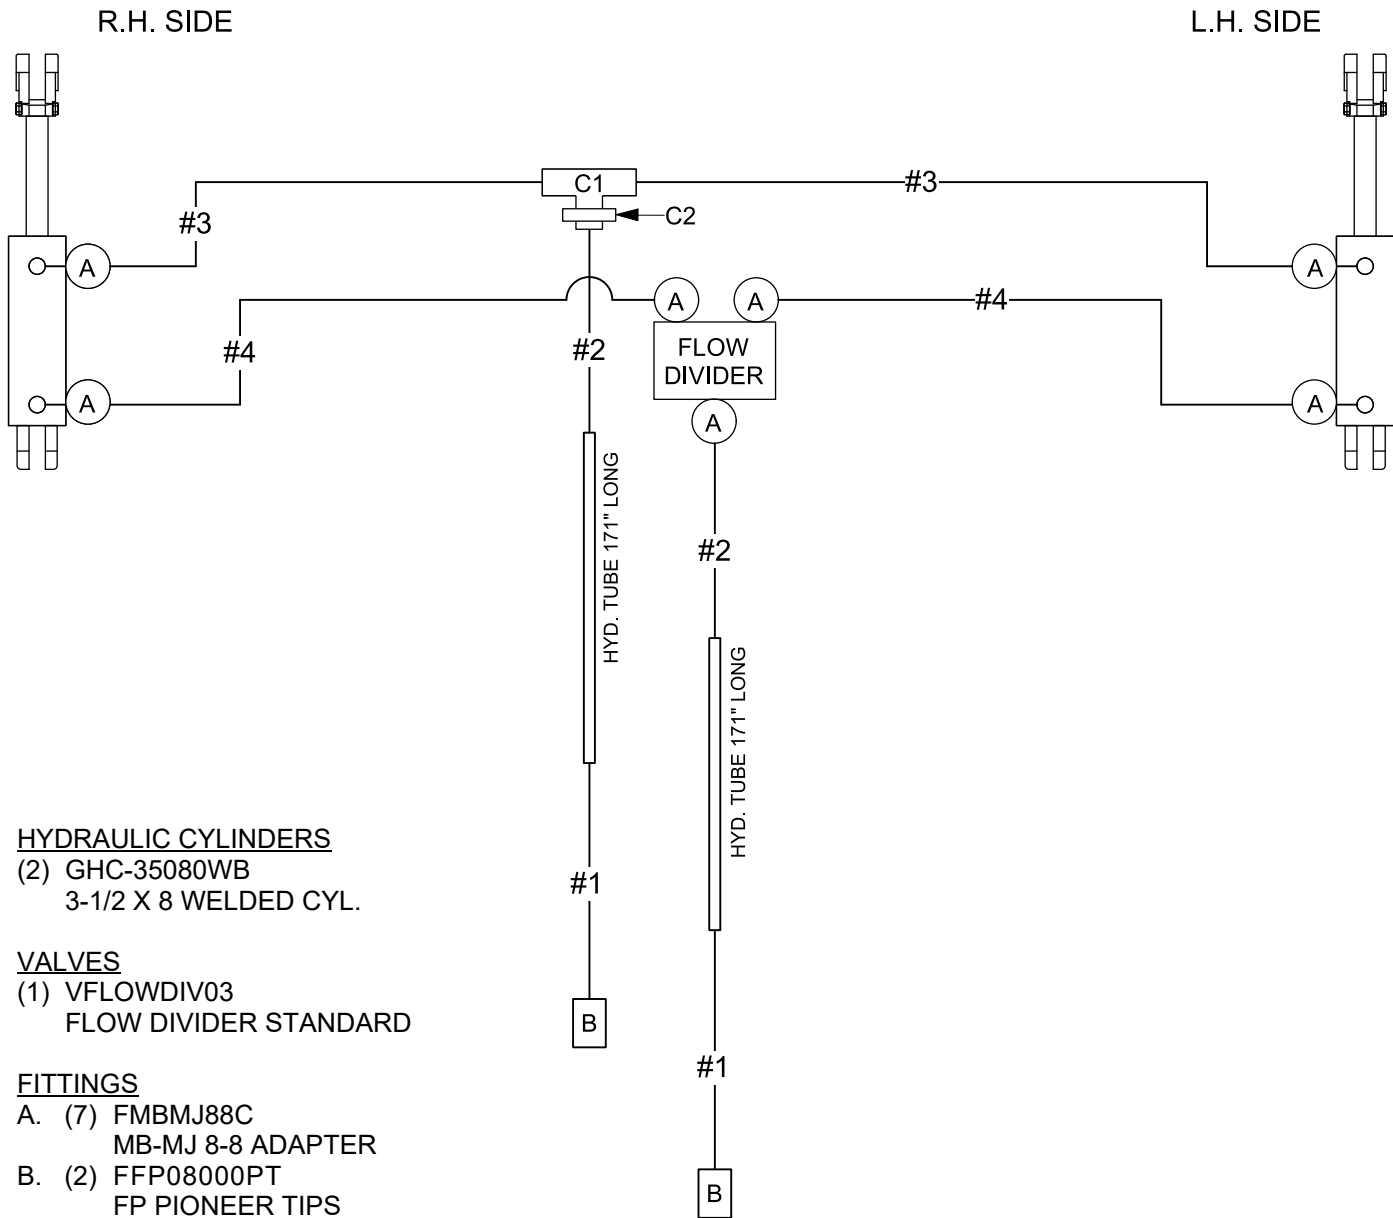 R.H. SIDE
L.H. SIDE
C1
#3
#3
C2
A
A
A
A
#4
#2
FLOW
DIVIDER
#4
A
A
A
HYD. TUBE 171" LONG
#2
HYD. TUBE 171" LONG
#1
B
#1
B
HYDRAULIC CYLINDERS
(2) GHC-35080WB
3-1/2 X 8 WELDED CYL.
VALVES
(1) VFLOWDIV03
FLOW DIVIDER STANDARD
FITTINGS
A. (7) FMBMJ88C
MB-MJ 8-8 ADAPTER
B. (2) FFP08000PT
FP PIONEER TIPS